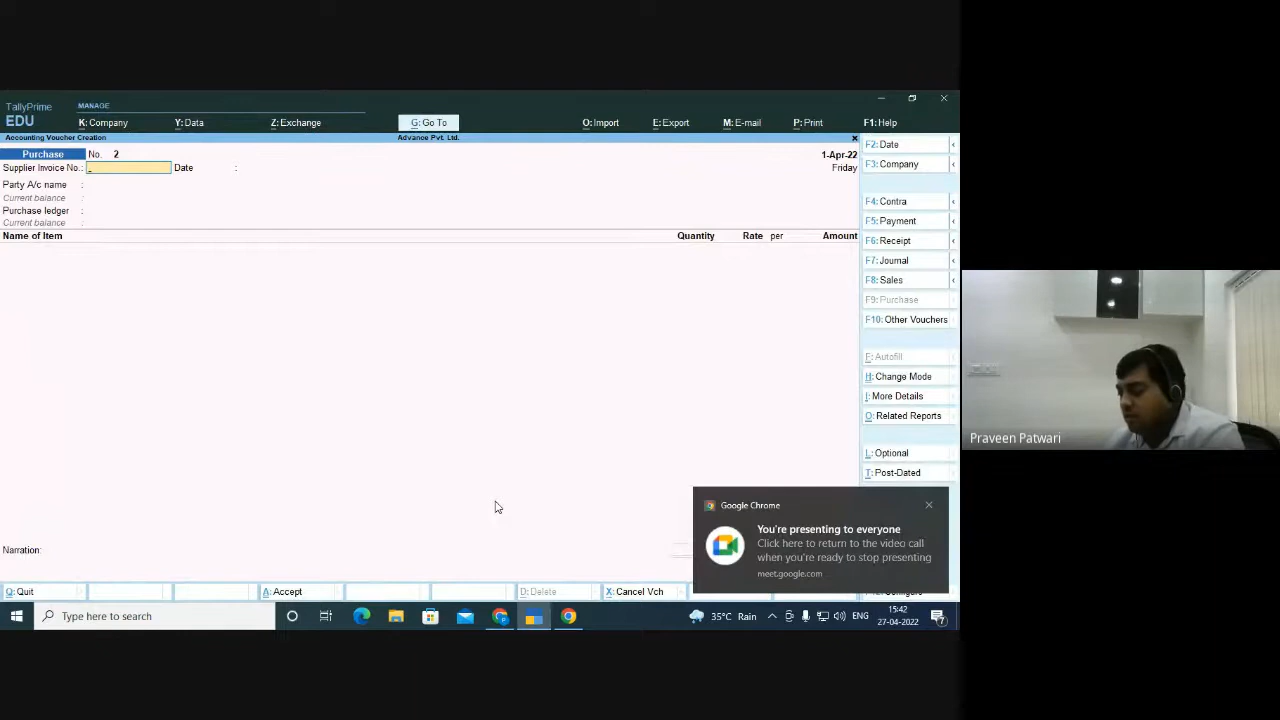 TallyPrime
EDU
MANAGE
K: Company
Y: Data
Z: Exchange
G: Go To
O: Import
E: Export
M: E-mail
P: Print
F1: Help
Accounting Voucher Creation
Advance Pvt. Ltd.
Purchase
No. 2
1-Apr-22
Supplier Invoice No.:
Date :
Friday
Party A/c name :
Current balance :
Purchase ledger :
Current balance :
Name of Item
Quantity
Rate per
Amount
Narration:
F2: Date
F3: Company
F4: Contra
F5: Payment
F6: Receipt
F7: Journal
F8: Sales
F9: Purchase
F10: Other Vouchers
F: Autofill
H: Change Mode
I: More Details
O: Related Reports
L: Optional
T: Post-Dated
Google Chrome
You're presenting to everyone
Click here to return to the video call
when you're ready to stop presenting
meet.google.com
Q: Quit
A: Accept
D: Delete
X: Cancel Vch
Type here to search
35°C Rain
ENG
15:42
27-04-2022
7
Praveen Patwari